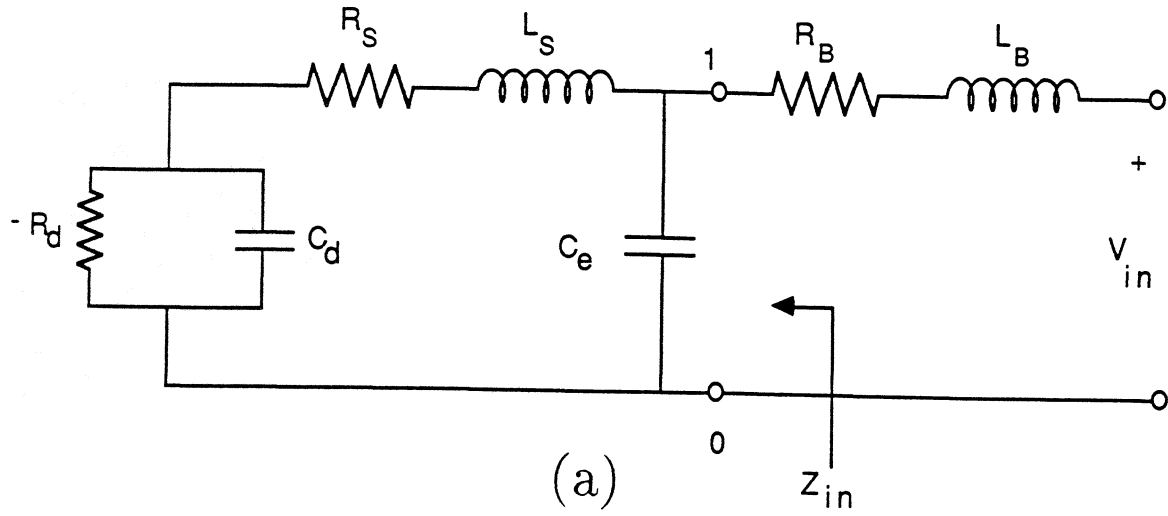 R_S
L_S
1
R_B
L_B
+
- R_d
C_d
C_e
V_in
0
Z_in
(a)